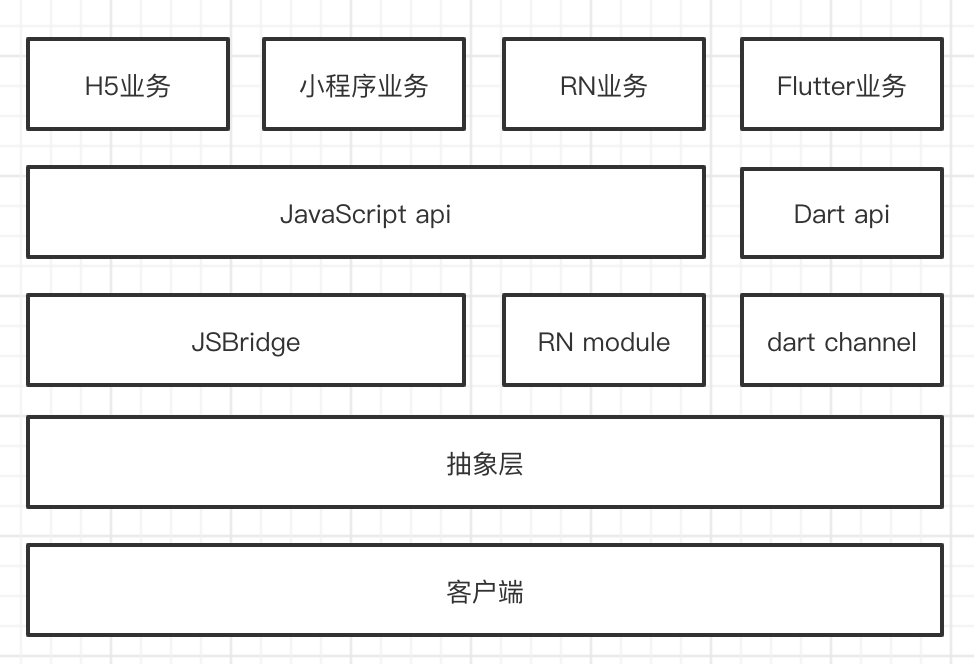 H5业务
小程序业务
RN业务
Flutter业务
JavaScript api
Dart api
JSBridge
RN module
dart channel
抽象层
客户端